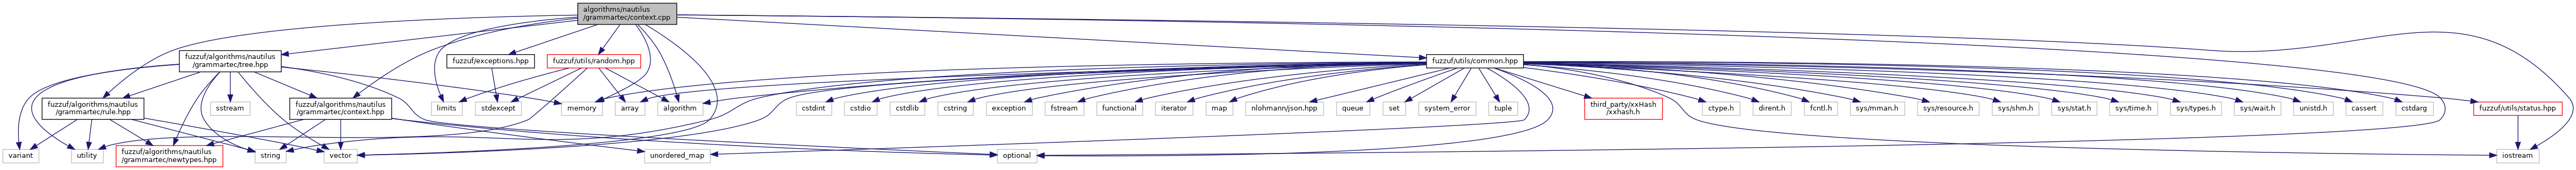 algorithms/nautilus
/grammartec/context.cpp
fuzzuf/algorithms/nautilus
/grammartec/tree.hpp
fuzzuf/exceptions.hpp
fuzzuf/utils/random.hpp
fuzzuf/utils/common.hpp
fuzzuf/algorithms/nautilus
/grammartec/rule.hpp
sstream
fuzzuf/algorithms/nautilus
/grammartec/context.hpp
limits
stdexcept
memory
array
algorithm
cstdint
cstdio
cstdlib
cstring
exception
fstream
functional
iterator
map
nlohmann/json.hpp
queue
set
system_error
tuple
third_party/xxHash
/xxhash.h
ctype.h
dirent.h
fcntl.h
sys/mman.h
sys/resource.h
sys/shm.h
sys/stat.h
sys/time.h
sys/types.h
sys/wait.h
unistd.h
cassert
cstdarg
fuzzuf/utils/status.hpp
variant
utility
fuzzuf/algorithms/nautilus
/grammartec/newtypes.hpp
string
vector
unordered_map
optional
iostream